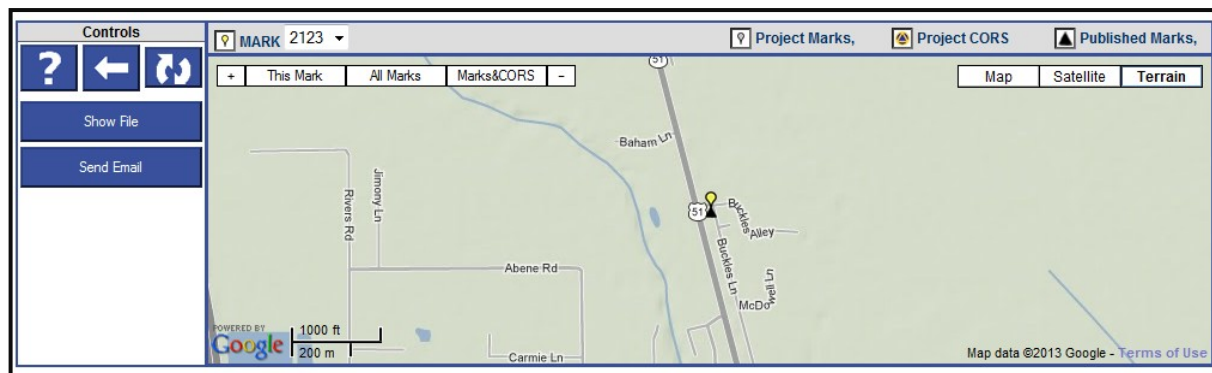 Controls
?
Show File
Send Email
MARK 2123
Project Marks,
Project CORS
Published Marks,
+ This Mark All Marks Marks&CORS -
Map Satellite Terrain
51
Baham Ln
51
Buckles Alley
Buckles Ln
McDowell Ln
Jimony Ln
Rivers Rd
Abene Rd
Carmie Ln
POWERED BY
Google
1000 ft
200 m
Map data ©2013 Google - Terms of Use